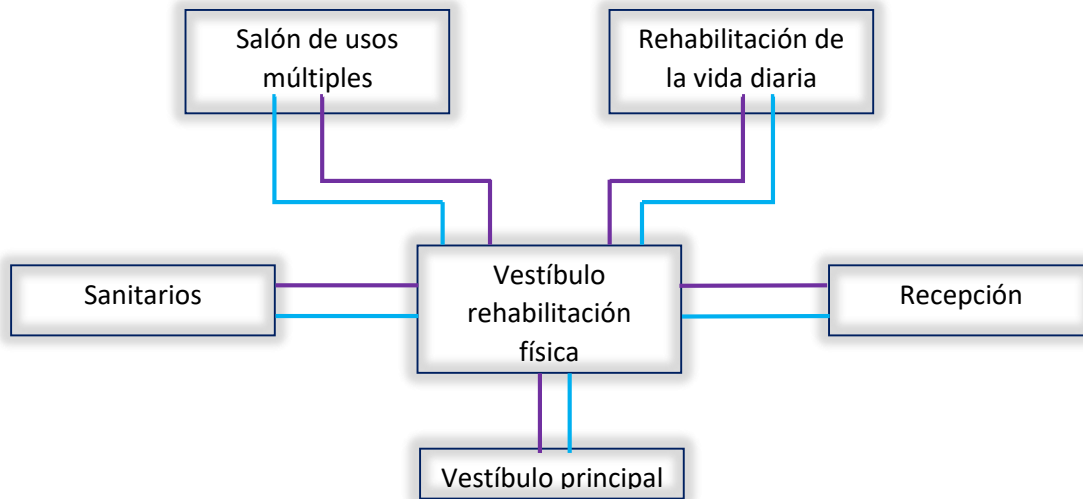 Salón de usos
múltiples
Rehabilitación de
la vida diaria
Sanitarios
Vestíbulo
rehabilitación
física
Recepción
Vestíbulo principal